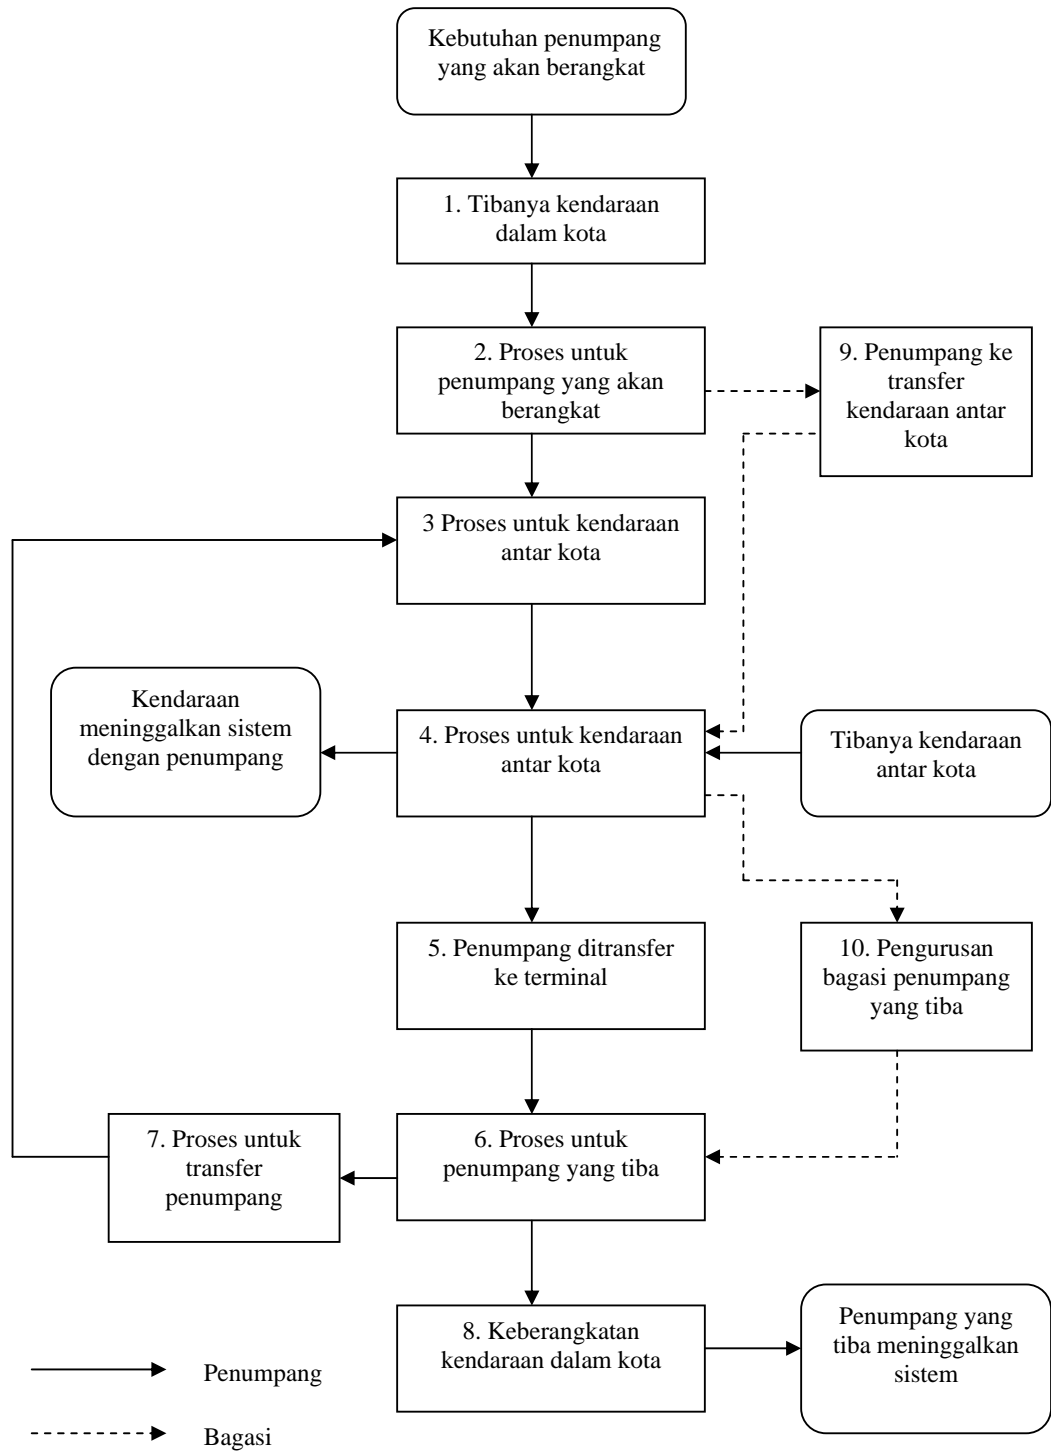 Kebutuhan penumpang
yang akan berangkat
1. Tibanya kendaraan
dalam kota
2. Proses untuk
penumpang yang akan
berangkat
9. Penumpang ke
transfer
kendaraan antar
kota
3 Proses untuk kendaraan
antar kota
Kendaraan
meninggalkan sistem
dengan penumpang
4. Proses untuk kendaraan
antar kota
Tibanya kendaraan
antar kota
5. Penumpang ditransfer
ke terminal
10. Pengurusan
bagasi penumpang
yang tiba
7. Proses untuk
transfer
penumpang
6. Proses untuk
penumpang yang tiba
8. Keberangkatan
kendaraan dalam kota
Penumpang yang
tiba meninggalkan
sistem
Penumpang
Bagasi